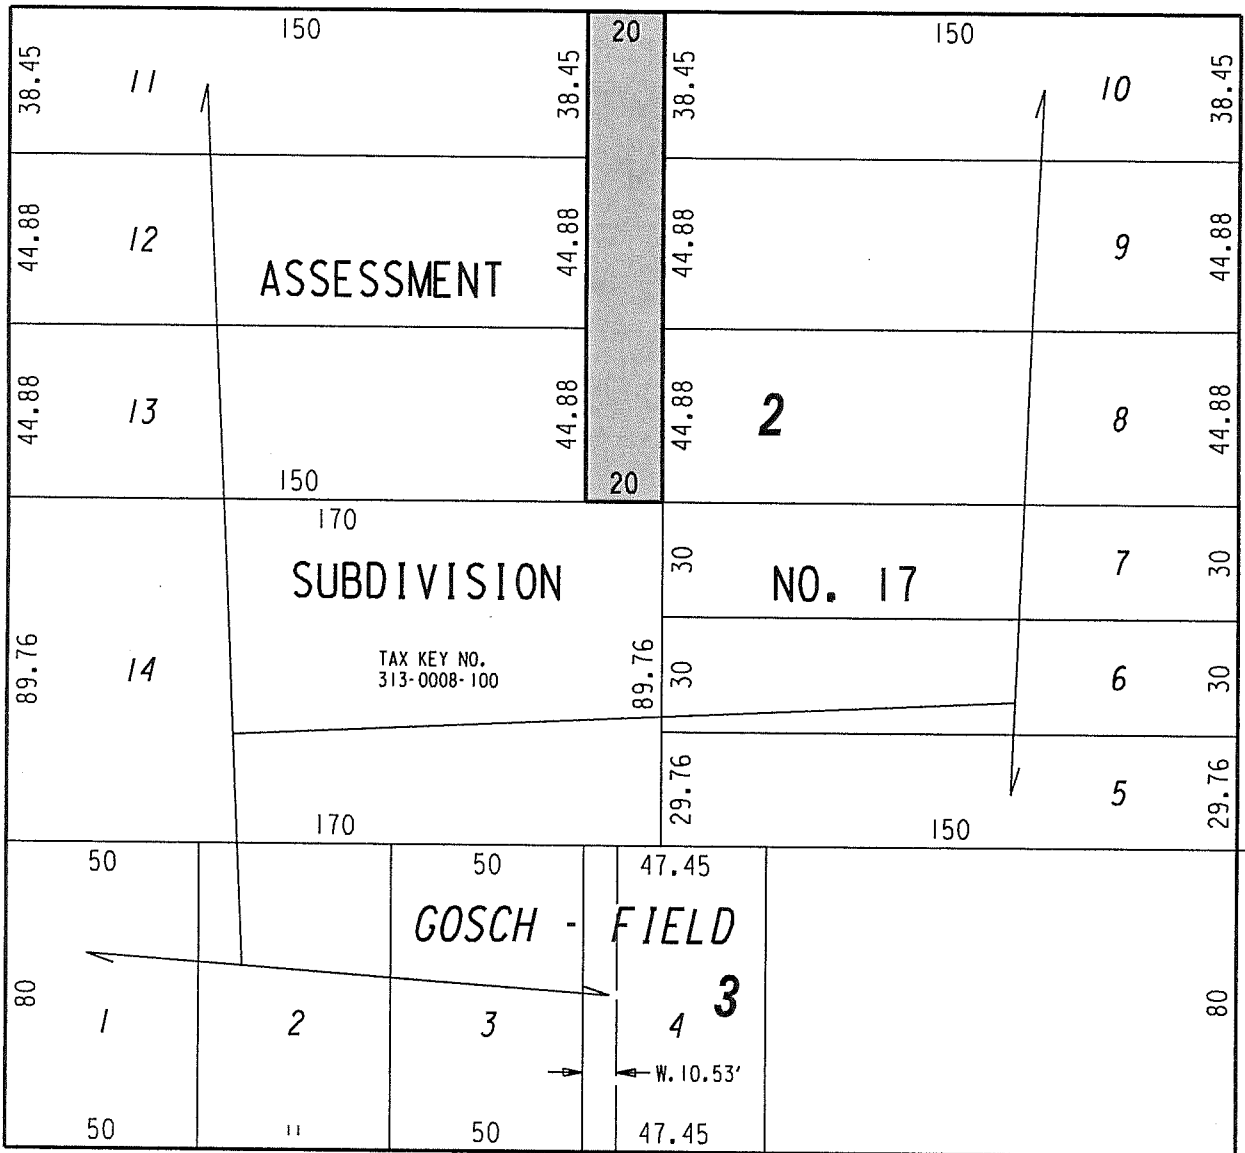 150 20 150
38.45 11 38.45 38.45 10 38.45
44.88 12 44.88 44.88 9 44.88
ASSESSMENT
44.88 13 44.88 44.88 2 8 44.88
150 20
170
SUBDIVISION 30 NO. 17 7 30
89.76 14 TAX KEY NO. 89.76 30 6 30
313-0008-100
29.76 5 29.76
170 150
50 50 47.45
GOSCH - FIELD
80 3 80
1 2 3 4
W. 10.53'
50 " 50 47.45